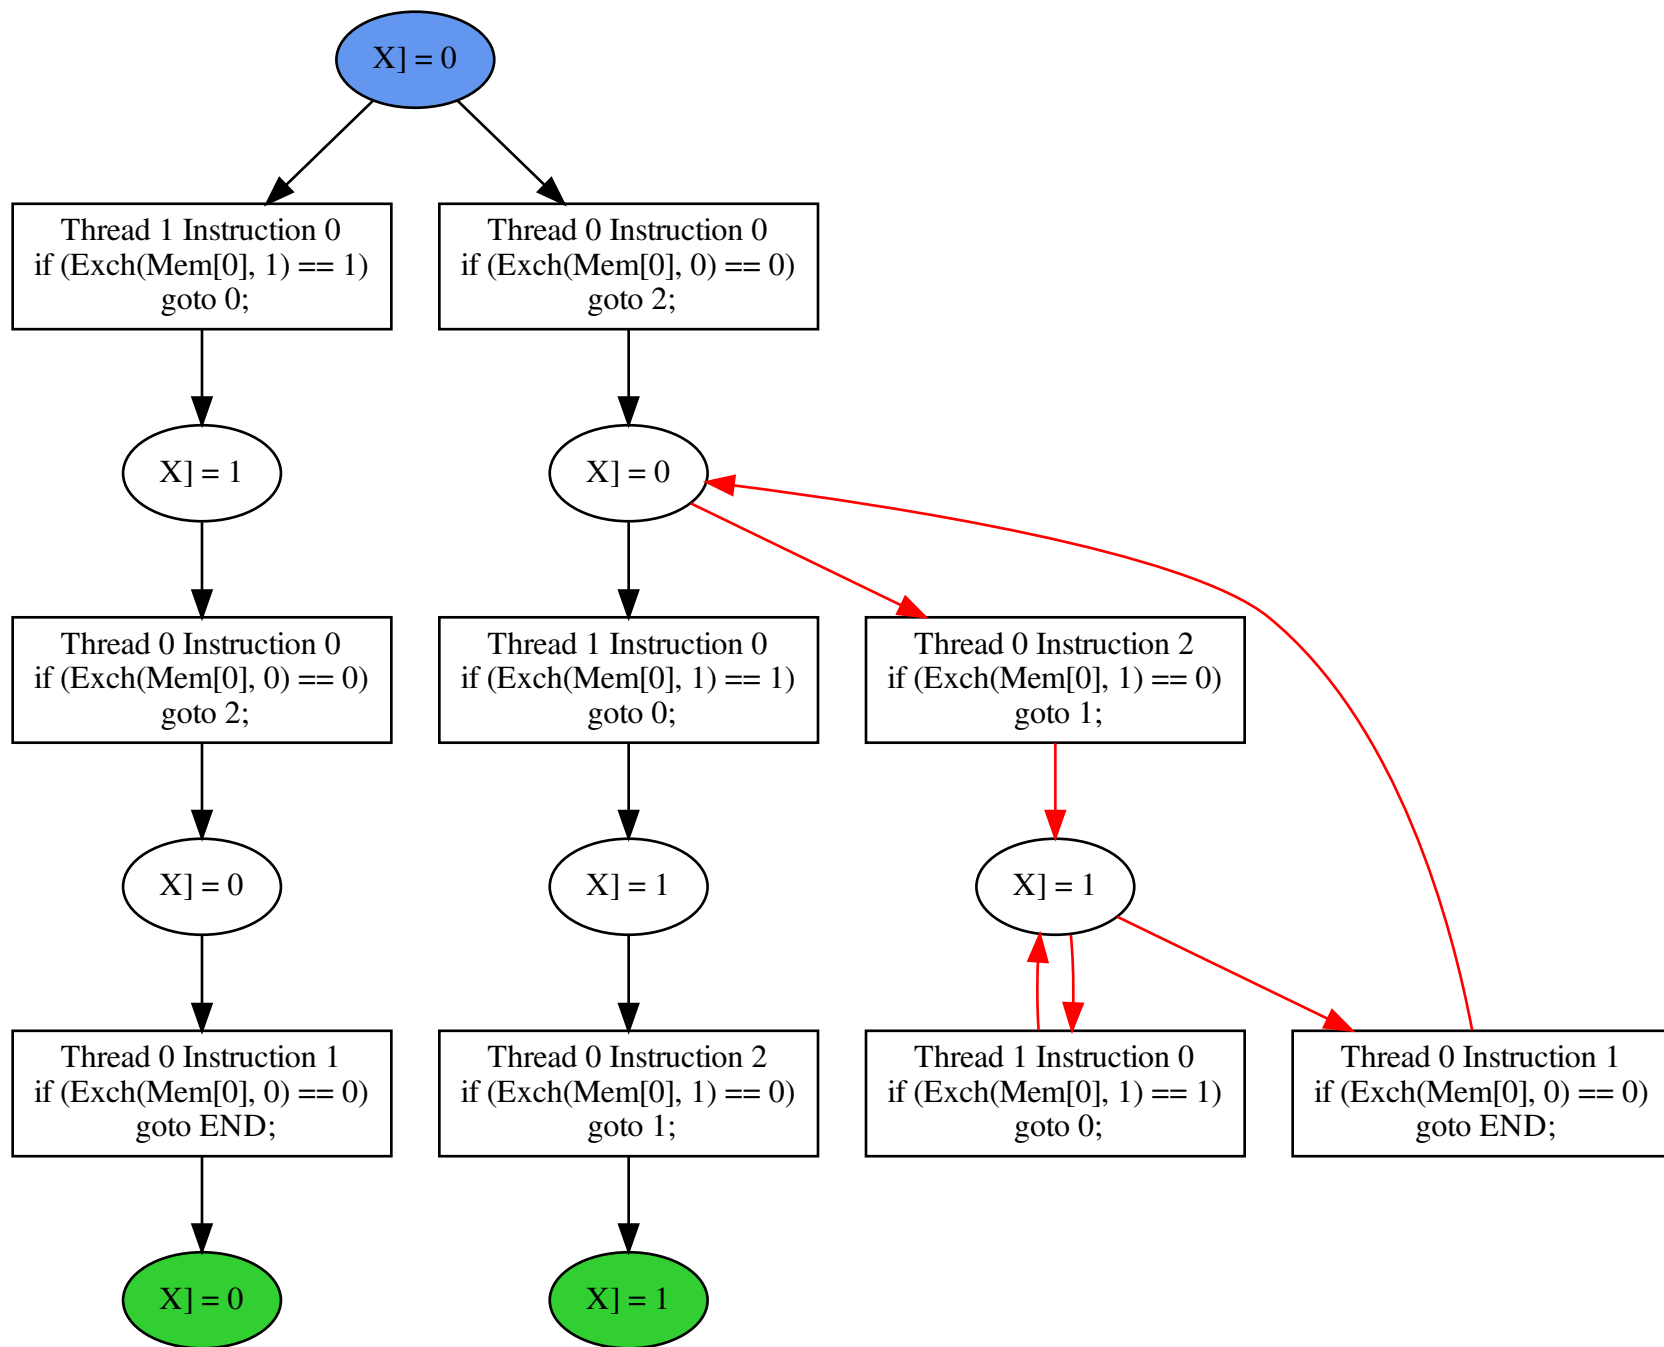 X] = 0
Thread 1 Instruction 0
if (Exch(Mem[0], 1) == 1)
goto 0;
Thread 0 Instruction 0
if (Exch(Mem[0], 0) == 0)
goto 2;
X] = 1
X] = 0
Thread 0 Instruction 0
if (Exch(Mem[0], 0) == 0)
goto 2;
Thread 1 Instruction 0
if (Exch(Mem[0], 1) == 1)
goto 0;
Thread 0 Instruction 2
if (Exch(Mem[0], 1) == 0)
goto 1;
X] = 0
X] = 1
X] = 1
Thread 0 Instruction 1
if (Exch(Mem[0], 0) == 0)
goto END;
Thread 0 Instruction 2
if (Exch(Mem[0], 1) == 0)
goto 1;
Thread 1 Instruction 0
if (Exch(Mem[0], 1) == 1)
goto 0;
Thread 0 Instruction 1
if (Exch(Mem[0], 0) == 0)
goto END;
X] = 0
X] = 1